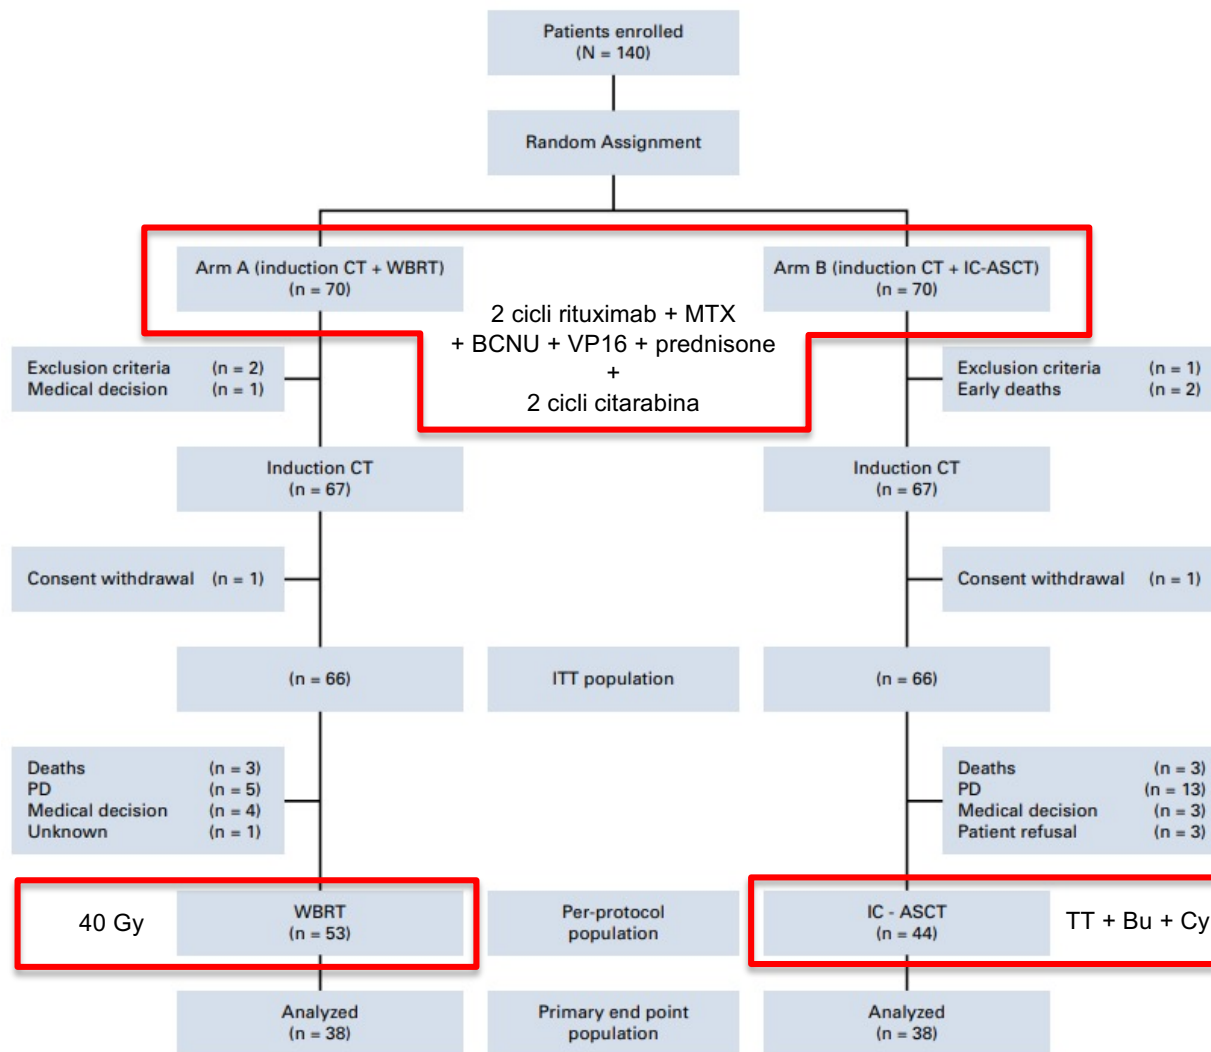 Patients enrolled
(N = 140)
Random Assignment
Arm A (induction CT + WBRT)
(n = 70)
Arm B (induction CT + IC-ASCT)
(n = 70)
2 cicli rituximab + MTX
+ BCNU + VP16 + prednisone
+
2 cicli citarabina
Exclusion criteria (n = 2)
Medical decision (n = 1)
Exclusion criteria (n = 1)
Early deaths (n = 2)
Induction CT
(n = 67)
Induction CT
(n = 67)
Consent withdrawal (n = 1)
Consent withdrawal (n = 1)
(n = 66)
ITT population
(n = 66)
Deaths (n = 3)
PD (n = 5)
Medical decision (n = 4)
Unknown (n = 1)
Deaths (n = 3)
PD (n = 13)
Medical decision (n = 3)
Patient refusal (n = 3)
40 Gy
WBRT
(n = 53)
Per-protocol
population
IC - ASCT
(n = 44)
TT + Bu + Cy
Analyzed
(n = 38)
Primary end point
population
Analyzed
(n = 38)